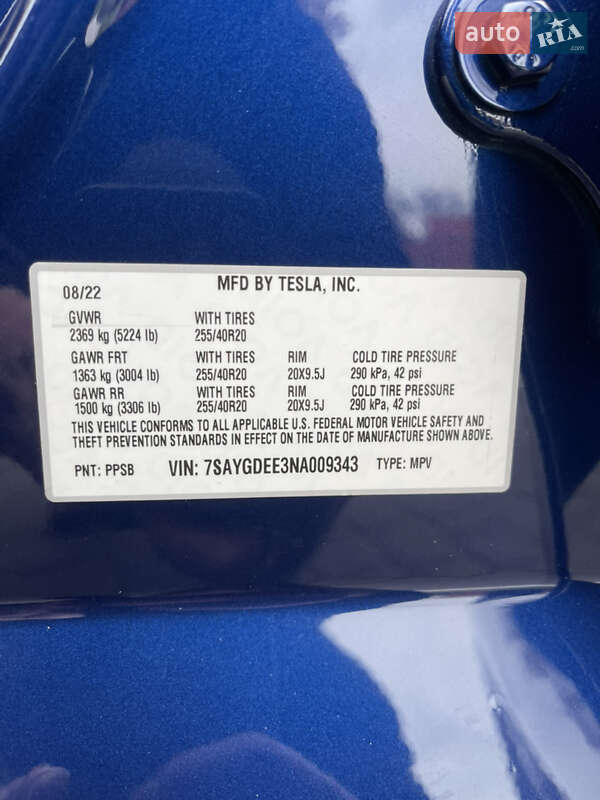 auto RIA.com
MFD BY TESLA, INC.
08/22
GVWR WITH TIRES
2369 kg (5224 lb) 255/40R20
GAWR FRT WITH TIRES RIM COLD TIRE PRESSURE
1363 kg (3004 lb) 255/40R20 20X9.5J 290 kPa, 42 psi
GAWR RR WITH TIRES RIM COLD TIRE PRESSURE
1500 kg (3306 lb) 255/40R20 20X9.5J 290 kPa, 42 psi
THIS VEHICLE CONFORMS TO ALL APPLICABLE U.S. FEDERAL MOTOR VEHICLE SAFETY AND
THEFT PREVENTION STANDARDS IN EFFECT ON THE DATE OF MANUFACTURE SHOWN ABOVE.
PNT: PPSB VIN: 7SAYGDEE3NA009343 TYPE: MPV